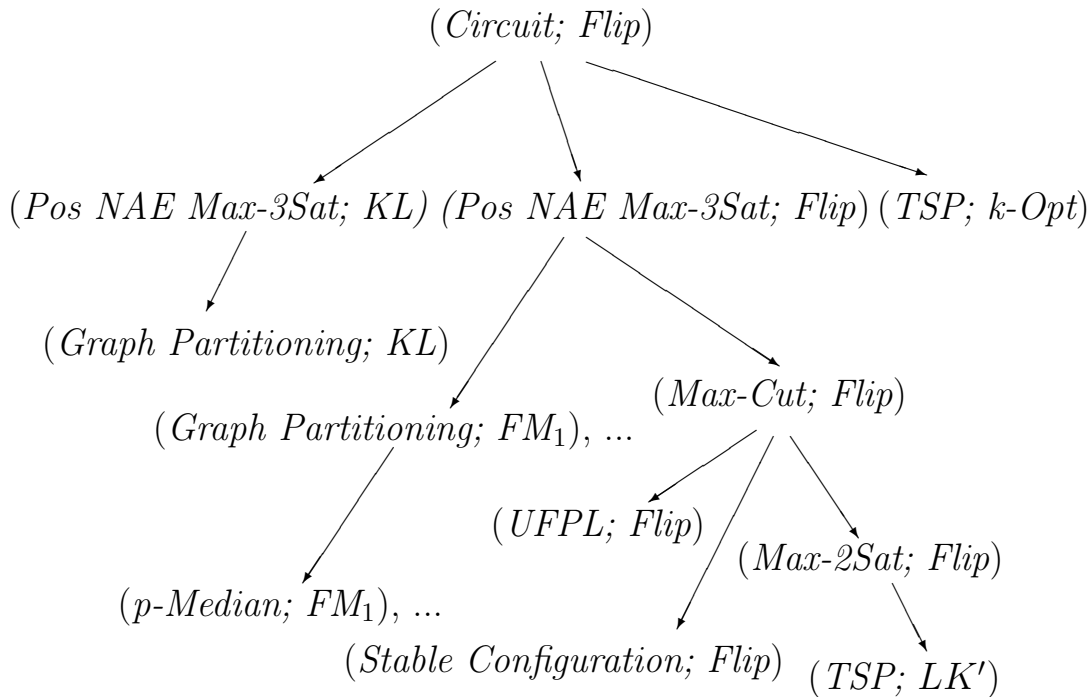 (Circuit; Flip)
(Pos NAE Max-3Sat; KL) (Pos NAE Max-3Sat; Flip) (TSP; k-Opt)
(Graph Partitioning; KL)
(Max-Cut; Flip)
(Graph Partitioning; FM₁), ...
(UFPL; Flip)
(Max-2Sat; Flip)
(p-Median; FM₁), ...
(Stable Configuration; Flip)
(TSP; LK′)